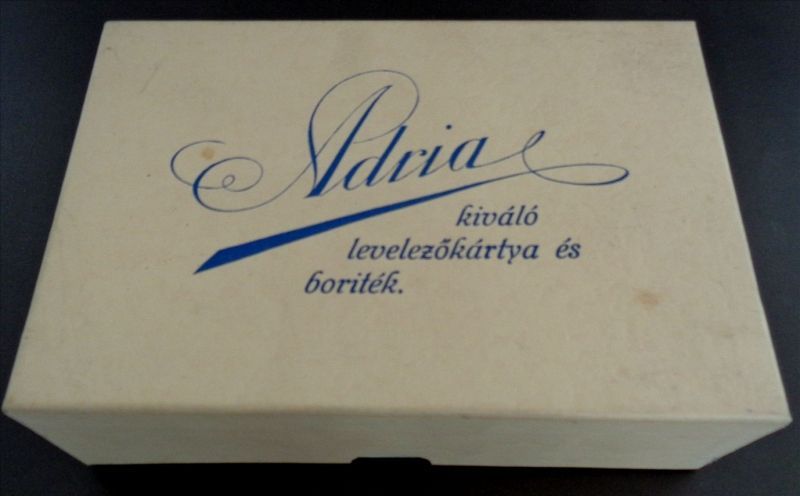 Adria
kiváló
levelezőkártya és
boriték.